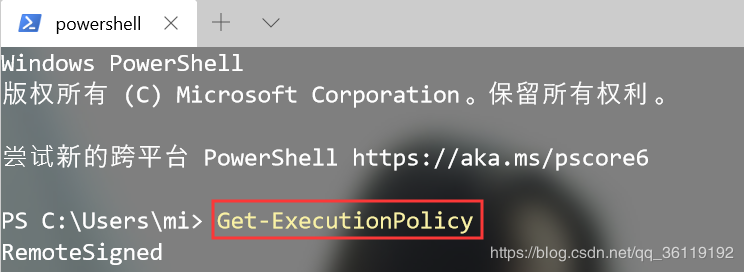 powershell
Windows PowerShell
版权所有 (C) Microsoft Corporation。保留所有权利。
尝试新的跨平台 PowerShell https://aka.ms/pscore6
PS C:\Users\mi> Get-ExecutionPolicy
RemoteSigned
https://blog.csdn.net/qq_36119192